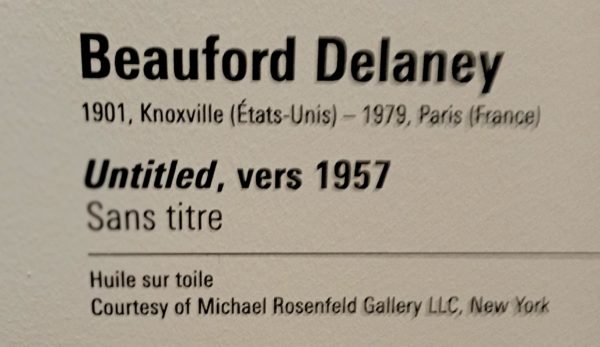 Beauford Delaney
1901, Knoxville (États-Unis) – 1979, Paris (France)
Untitled, vers 1957
Sans titre
Huile sur toile
Courtesy of Michael Rosenfeld Gallery LLC, New York